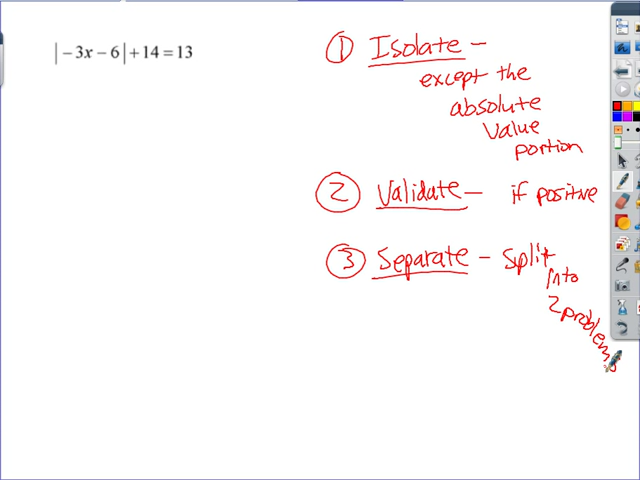 |−3x − 6| + 14 = 13
① Isolate –
except the
absolute
value
portion
② Validate – if positive
③ Separate – split
into
2 problems